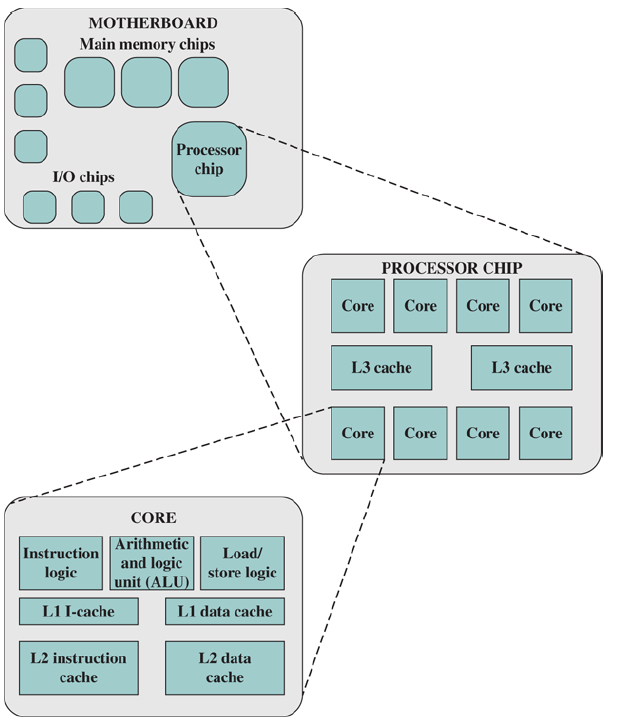 MOTHERBOARD
Main memory chips
Processor
chip
I/O chips
PROCESSOR CHIP
Core
Core
Core
Core
L3 cache
L3 cache
Core
Core
Core
Core
CORE
Instruction
logic
Arithmetic
and logic
unit (ALU)
Load/
store logic
L1 I-cache
L1 data cache
L2 instruction
cache
L2 data
cache